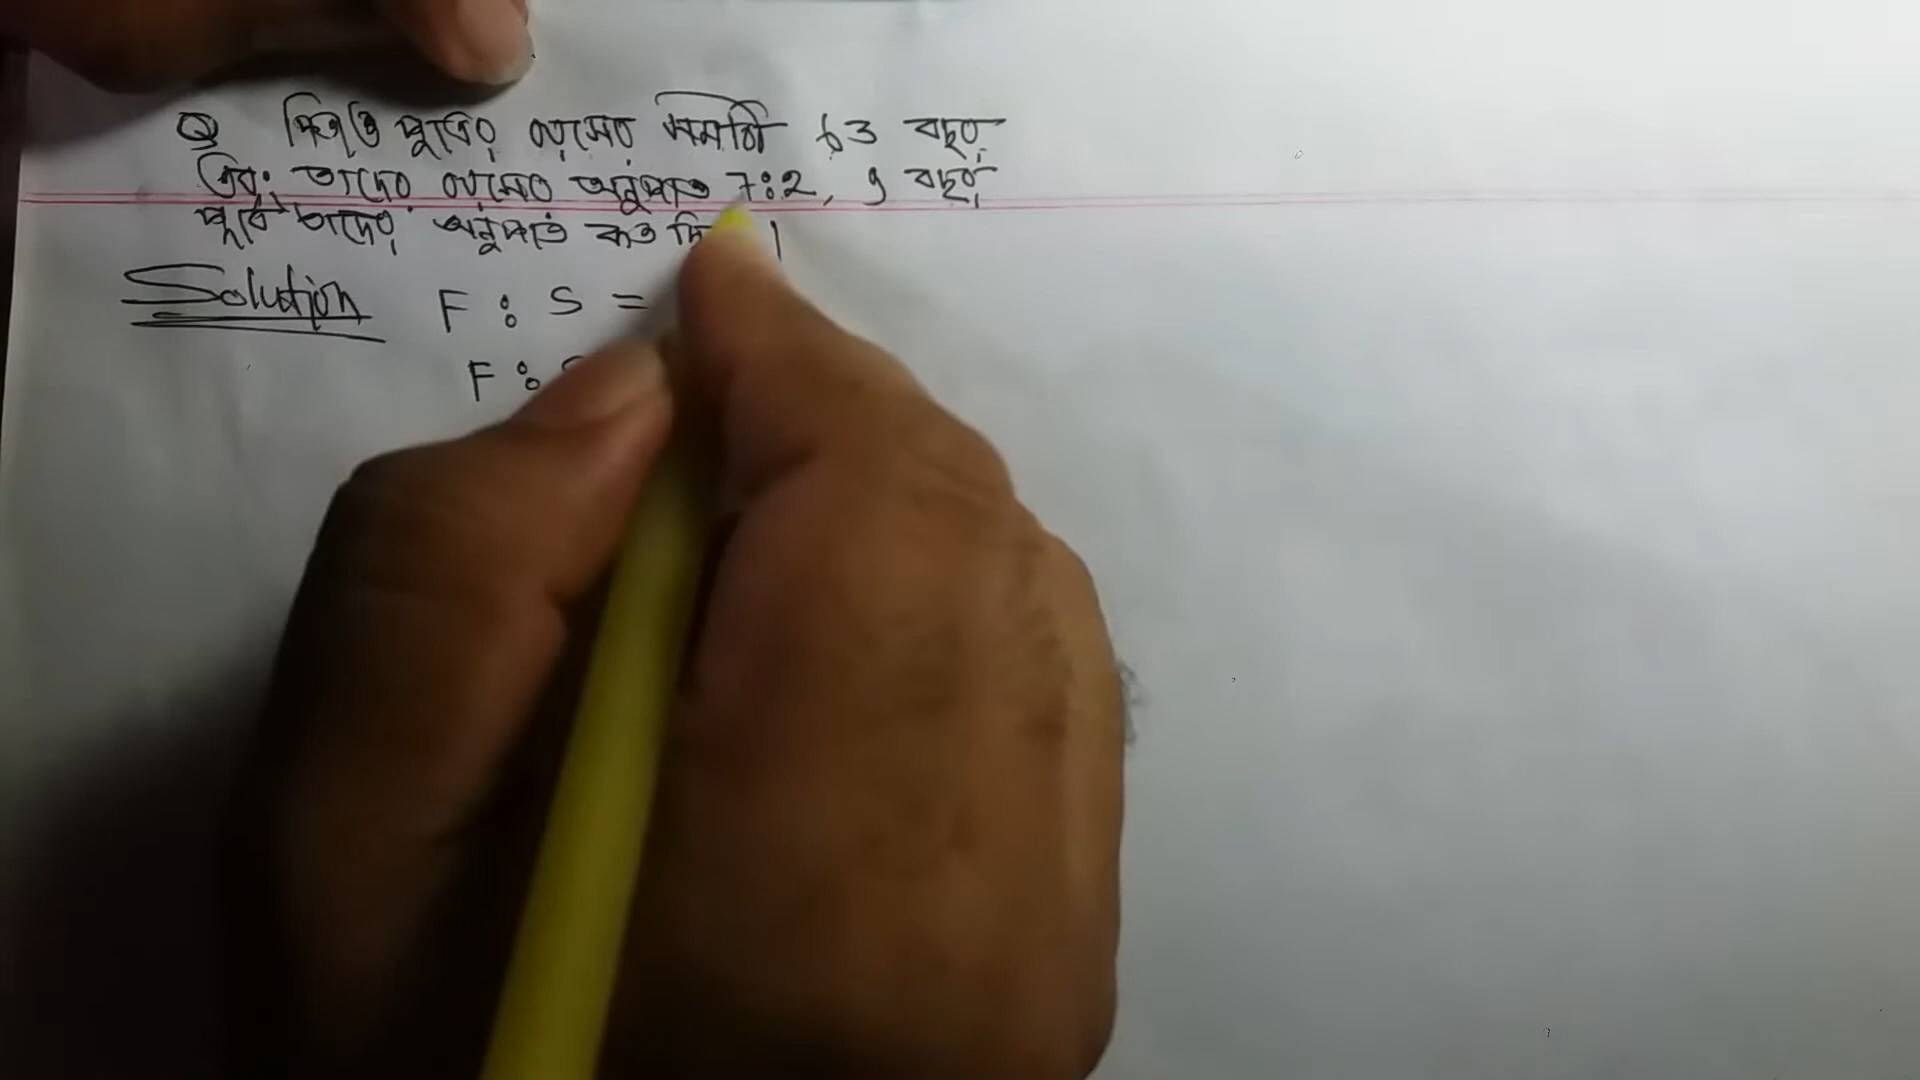 Q পিতা ও পুত্রের বয়সের সমষ্টি 63 বছর
এবং তাদের বয়সের অনুপাত 7:2, 9 বছর
পূর্বে তাদের অনুপাত কত ছিল।
Solution F : S =
F :